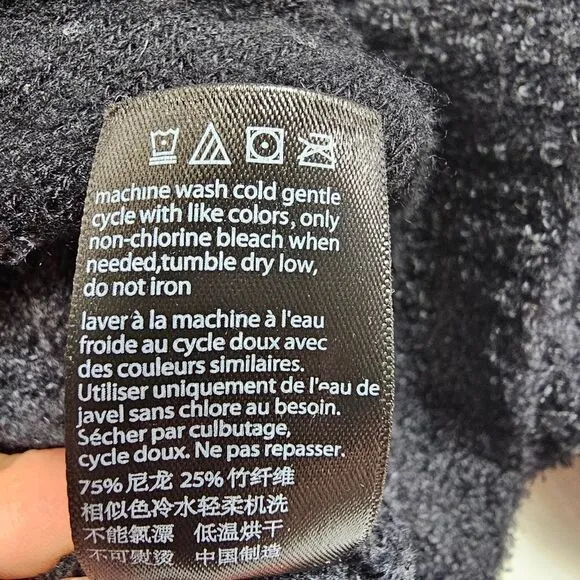 machine wash cold gentle
cycle with like colors, only
non-chlorine bleach when
needed,tumble dry low,
do not iron
laver à la machine à l'eau
froide au cycle doux avec
des couleurs similaires.
Utiliser uniquement de l'eau de
javel sans chlore au besoin.
Sécher par culbutage,
cycle doux. Ne pas repasser.
75% 尼龙 25% 竹纤维
相似色冷水轻柔机洗
不能氯漂 低温烘干
不可熨烫 中国制造